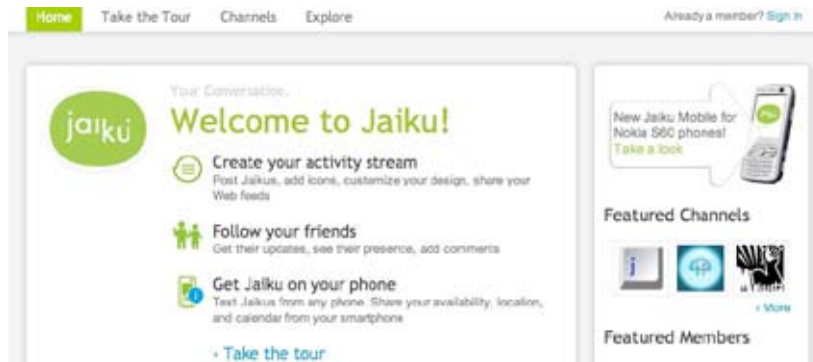 Home Take the Tour Channels Explore
Already a member? Sign in
jaiku
Your Conversation.
Welcome to Jaiku!
Create your activity stream
Post Jaikus, add icons, customize your design, share your
Web feeds
Follow your friends
Get their updates, see their presence, add comments
Get Jaiku on your phone
Text Jaikus from any phone. Share your availability, location,
and calendar from your smartphone
› Take the tour
New Jaiku Mobile for
Nokia S60 phones!
Take a look
Featured Channels
j
› More
Featured Members